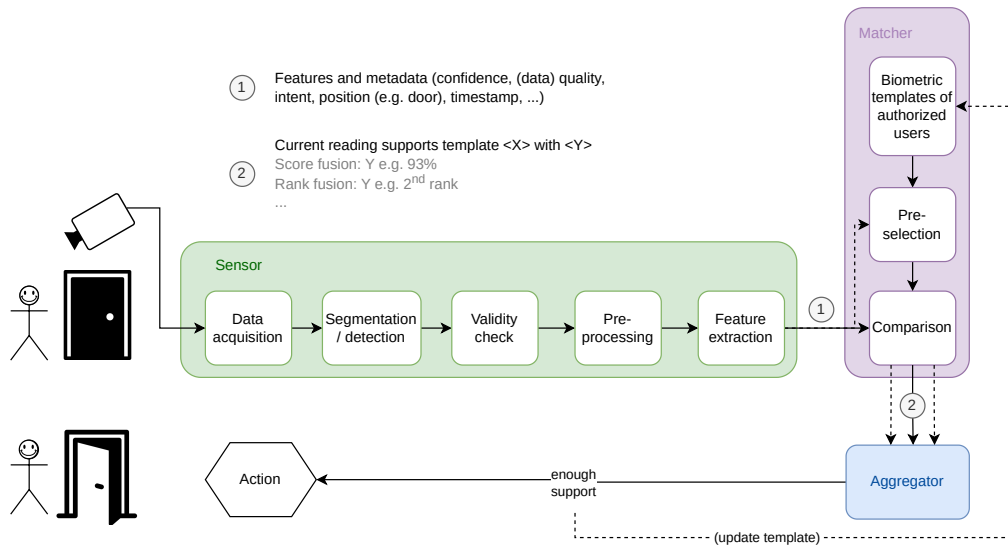 Matcher
1
Features and metadata (confidence, (data) quality,
intent, position (e.g. door), timestamp, ...)
Biometric
templates of
authorized
users
2
Current reading supports template <X> with <Y>
Score fusion: Y e.g. 93%
Rank fusion: Y e.g. 2nd rank
...
Pre-
selection
Sensor
Data
acquisition
Segmentation
/ detection
Validity
check
Pre-
processing
Feature
extraction
1
Comparison
2
Action
enough
support
Aggregator
(update template)